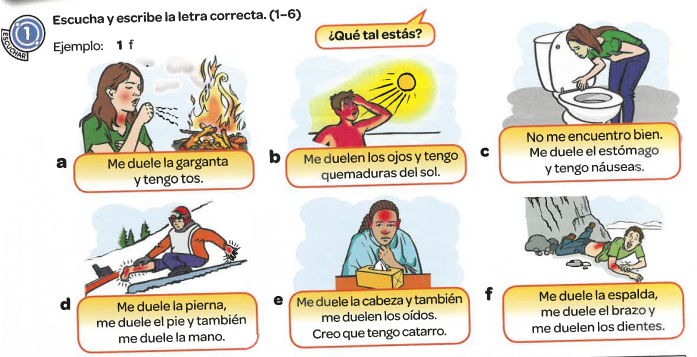 1
ESCUCHAR
Escucha y escribe la letra correcta. (1–6)
Ejemplo: 1 f
¿Qué tal estás?
a
Me duele la garganta
y tengo tos.
b
Me duelen los ojos y tengo
quemaduras del sol.
c
No me encuentro bien.
Me duele el estómago
y tengo náuseas.
d
Me duele la pierna,
me duele el pie y también
me duele la mano.
e
Me duele la cabeza y también
me duelen los oídos.
Creo que tengo catarro.
f
Me duele la espalda,
me duele el brazo y
me duelen los dientes.